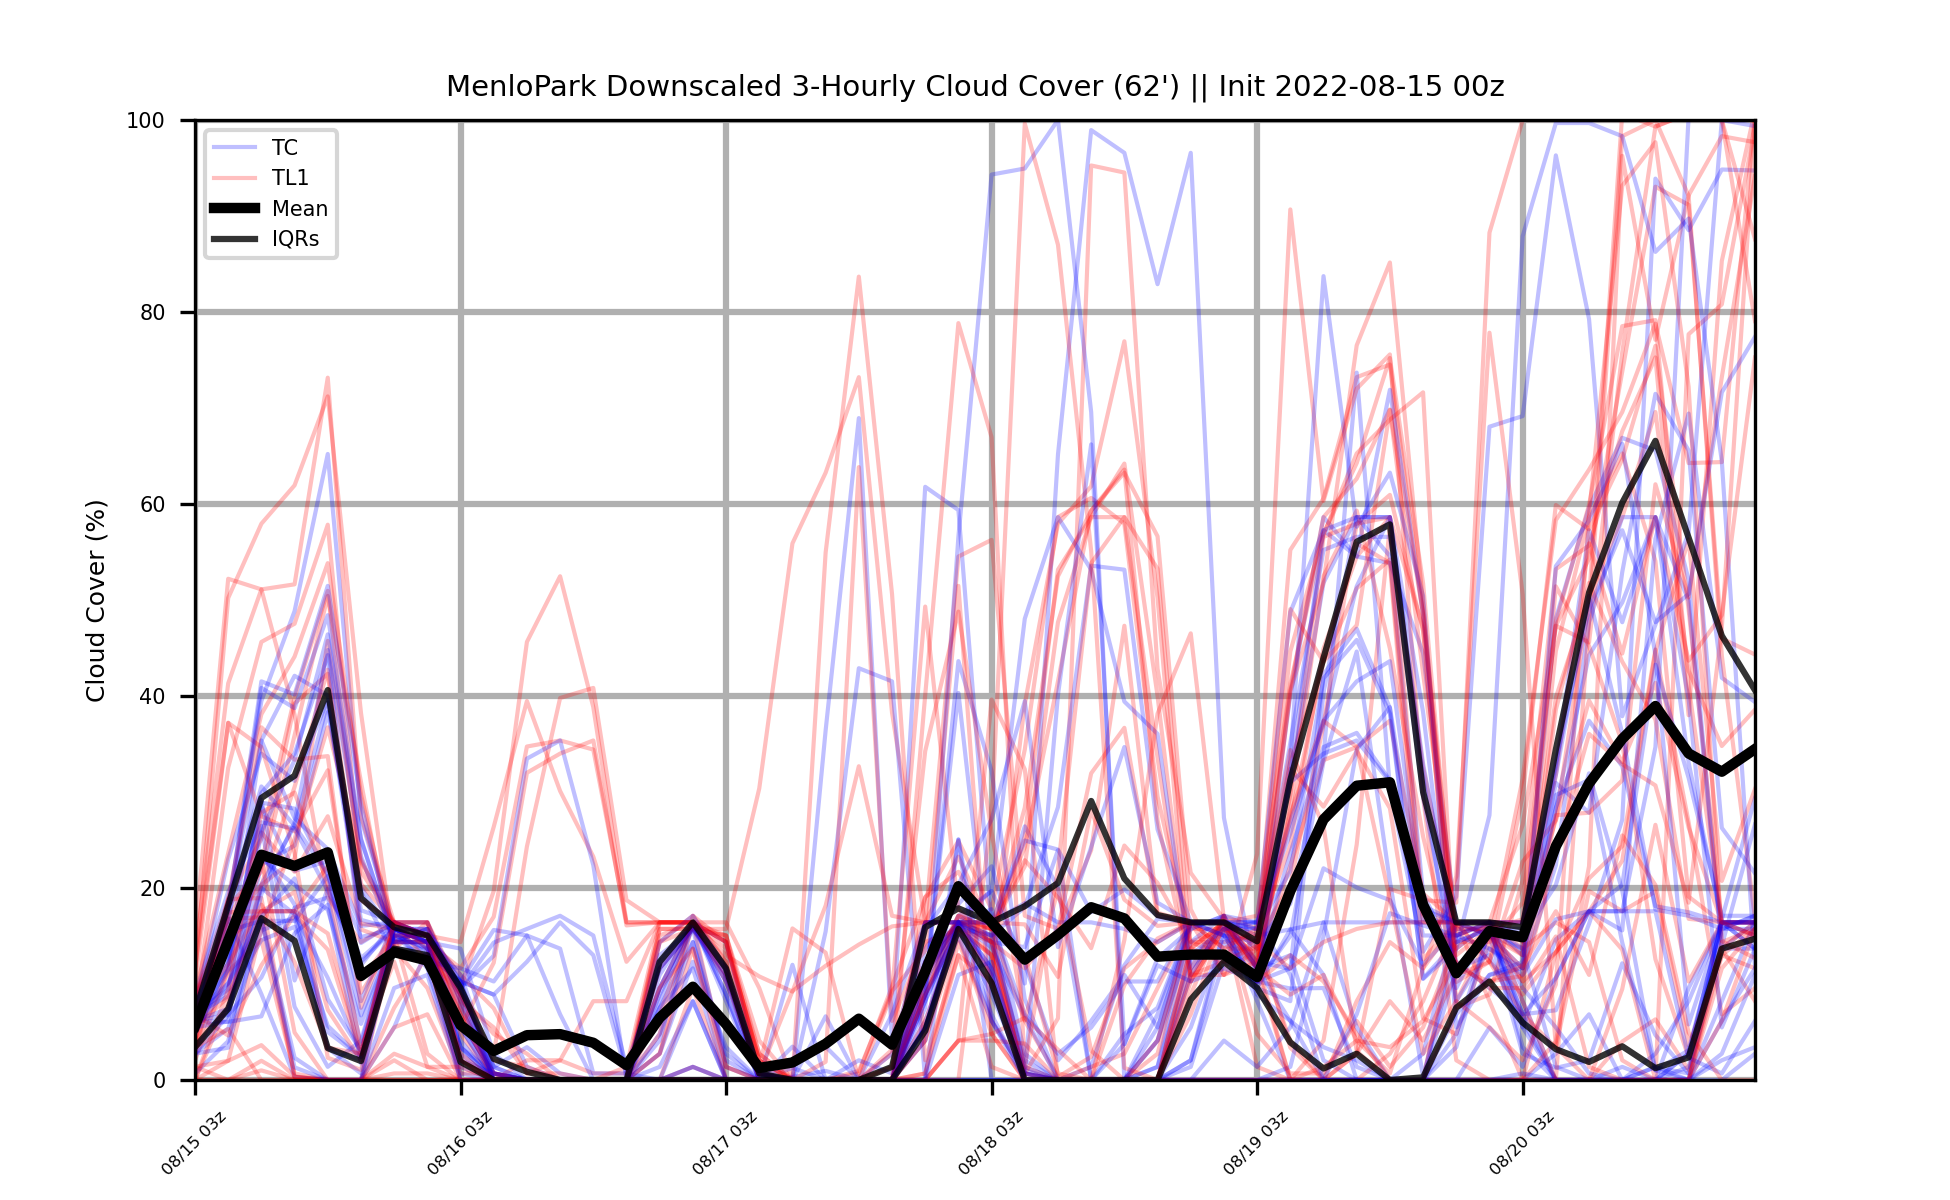 MenloPark Downscaled 3-Hourly Cloud Cover (62') || Init 2022-08-15 00z
100
80
60
40
20
0
Cloud Cover (%)
TC
TL1
Mean
IQRs
08/15 03z
08/16 03z
08/17 03z
08/18 03z
08/19 03z
08/20 03z